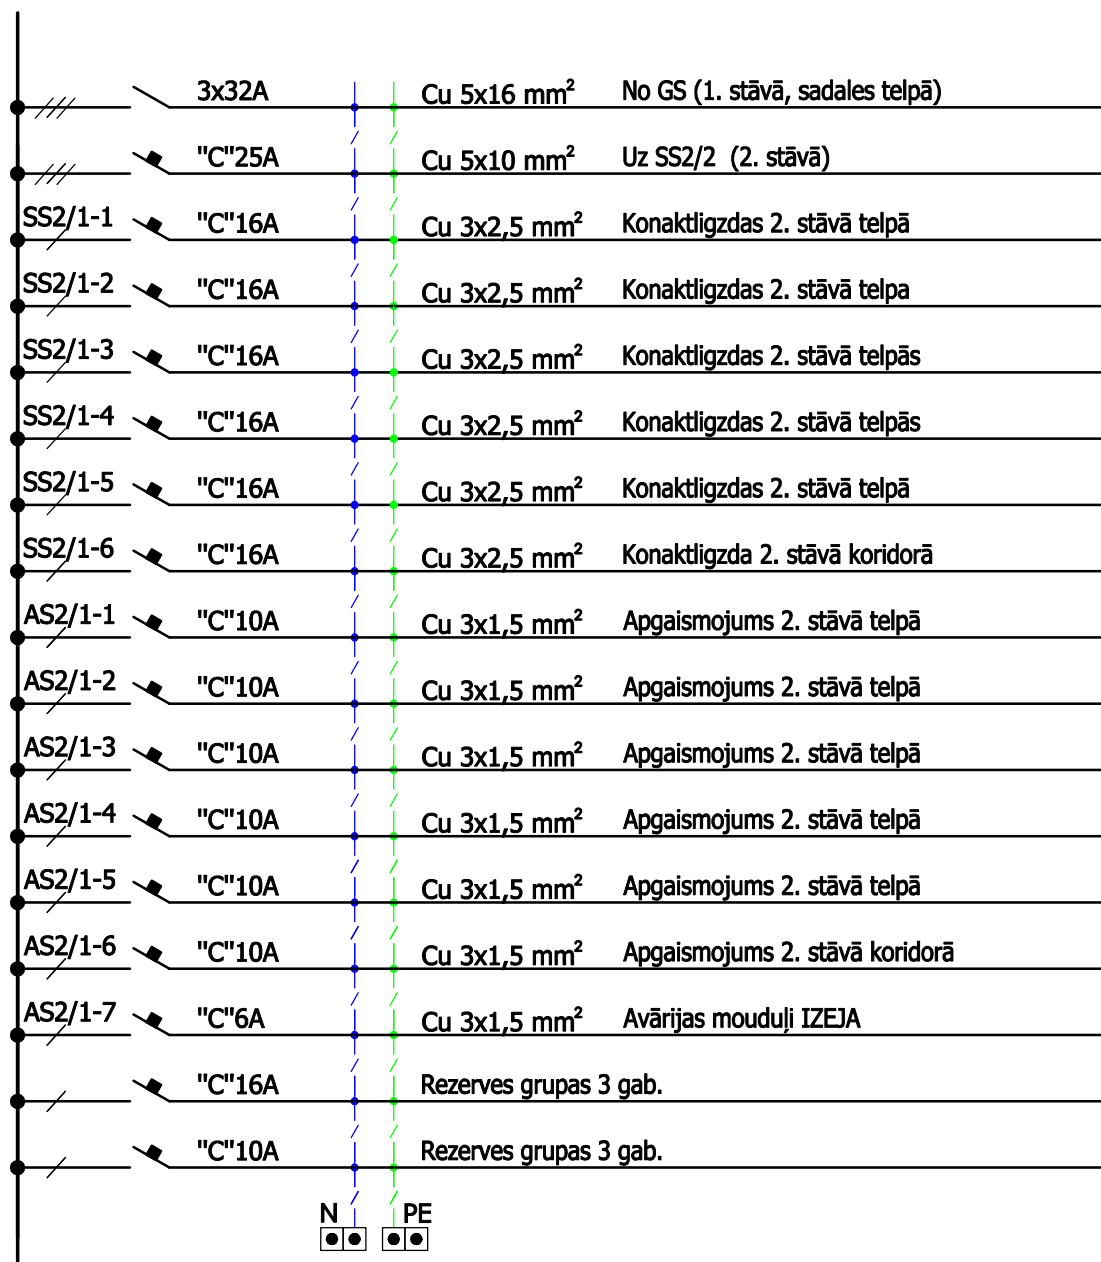 3x32A Cu 5x16 mm² No GS (1. stāvā, sadales telpā)
"C"25A Cu 5x10 mm² Uz SS2/2 (2. stāvā)
SS2/1-1 "C"16A Cu 3x2,5 mm² Konaktligzdas 2. stāvā telpā
SS2/1-2 "C"16A Cu 3x2,5 mm² Konaktligzdas 2. stāvā telpa
SS2/1-3 "C"16A Cu 3x2,5 mm² Konaktligzdas 2. stāvā telpās
SS2/1-4 "C"16A Cu 3x2,5 mm² Konaktligzdas 2. stāvā telpās
SS2/1-5 "C"16A Cu 3x2,5 mm² Konaktligzdas 2. stāvā telpā
SS2/1-6 "C"16A Cu 3x2,5 mm² Konaktligzda 2. stāvā koridorā
AS2/1-1 "C"10A Cu 3x1,5 mm² Apgaismojums 2. stāvā telpā
AS2/1-2 "C"10A Cu 3x1,5 mm² Apgaismojums 2. stāvā telpā
AS2/1-3 "C"10A Cu 3x1,5 mm² Apgaismojums 2. stāvā telpā
AS2/1-4 "C"10A Cu 3x1,5 mm² Apgaismojums 2. stāvā telpā
AS2/1-5 "C"10A Cu 3x1,5 mm² Apgaismojums 2. stāvā telpā
AS2/1-6 "C"10A Cu 3x1,5 mm² Apgaismojums 2. stāvā koridorā
AS2/1-7 "C"6A Cu 3x1,5 mm² Avārijas mouduļi IZEJA
"C"16A Rezerves grupas 3 gab.
"C"10A Rezerves grupas 3 gab.
N PE